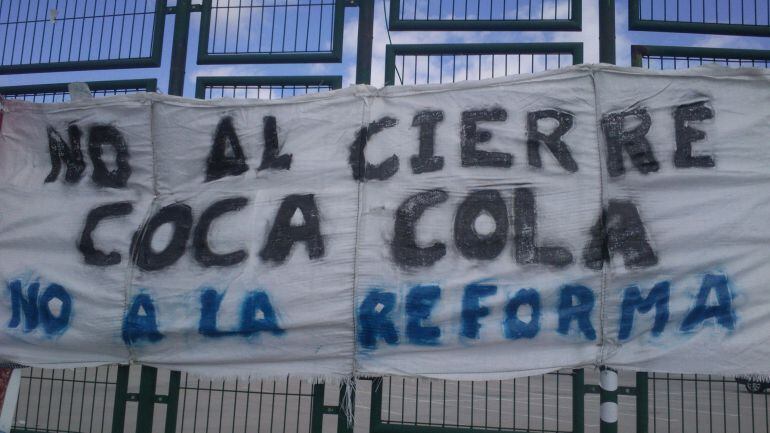 NO AL CIERRE
COCA COLA
NO A LA REFORMA